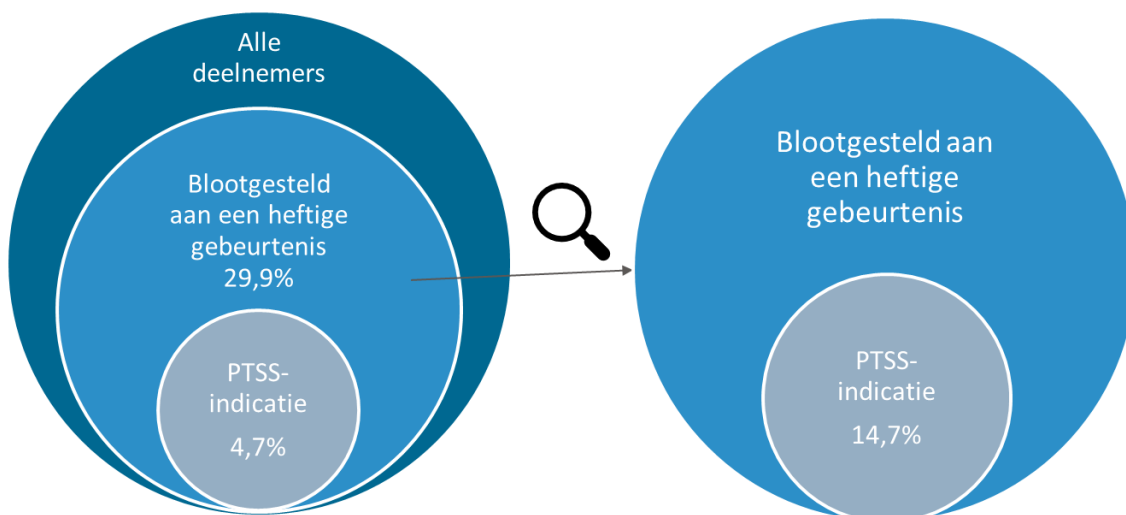 Alle
deelnemers
Blootgesteld
aan een heftige
gebeurtenis
29,9%
PTSS-
indicatie
4,7%
Blootgesteld aan
een heftige
gebeurtenis
PTSS-
indicatie
14,7%